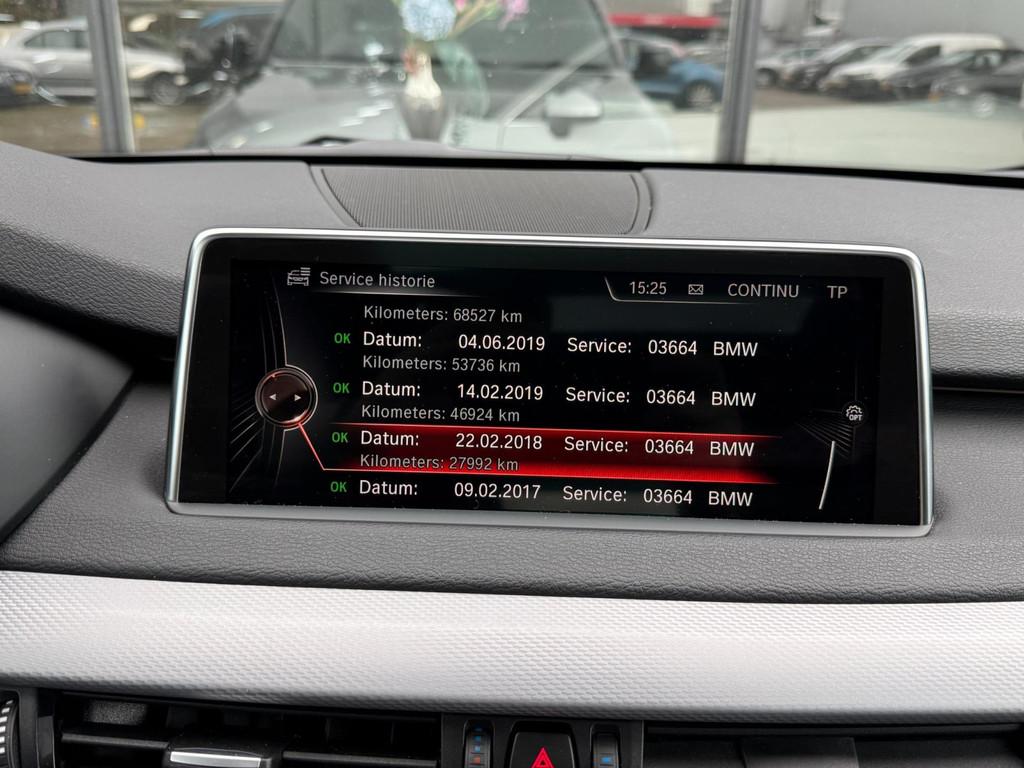 Service historie
15:25 CONTINU TP
Kilometers: 68527 km
OK Datum: 04.06.2019 Service: 03664 BMW
Kilometers: 53736 km
OK Datum: 14.02.2019 Service: 03664 BMW
Kilometers: 46924 km
OPT
OK Datum: 22.02.2018 Service: 03664 BMW
Kilometers: 27992 km
OK Datum: 09.02.2017 Service: 03664 BMW